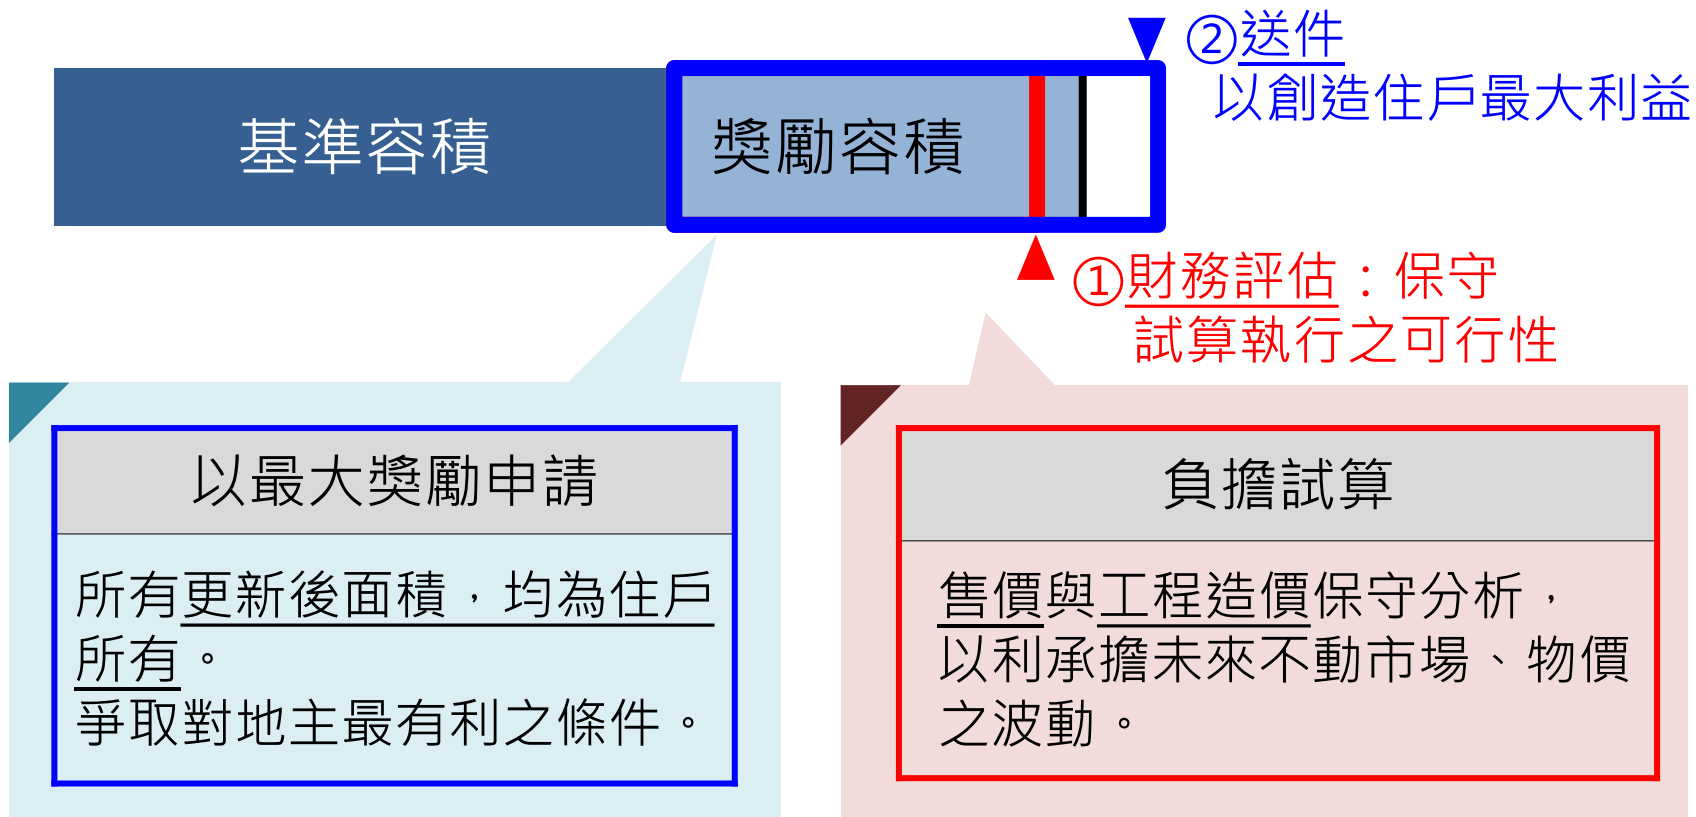 ②送件
以創造住戶最大利益
基準容積
獎勵容積
①財務評估：保守
試算執行之可行性
以最大獎勵申請
所有更新後面積，均為住戶
所有。
爭取對地主最有利之條件。
負擔試算
售價與工程造價保守分析，
以利承擔未來不動市場、物價
之波動。